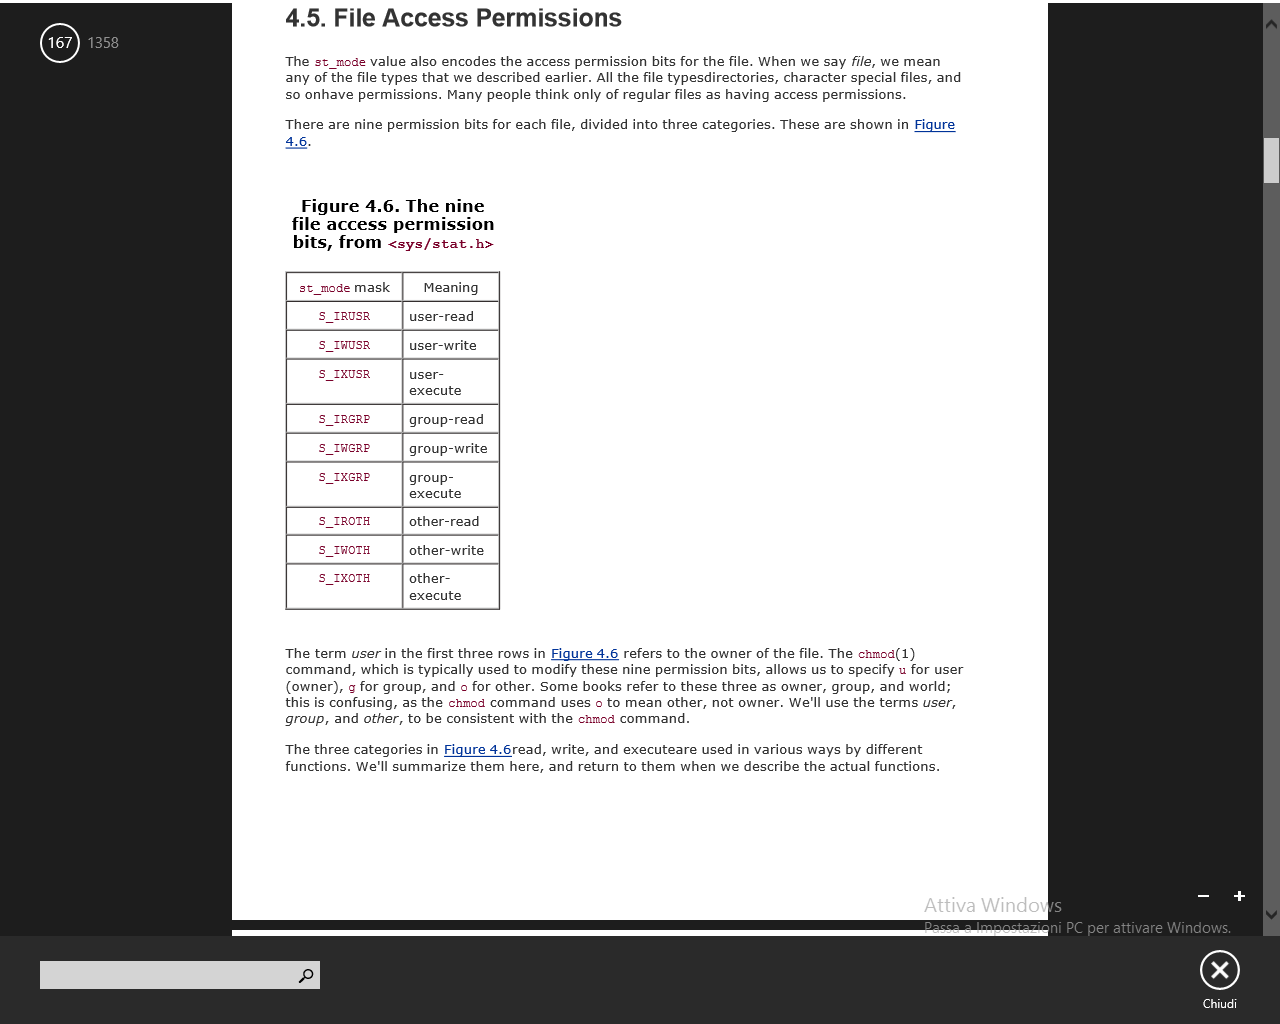 4.5. File Access Permissions
167 1358
The st_mode value also encodes the access permission bits for the file. When we say file, we mean
any of the file types that we described earlier. All the file typesdirectories, character special files, and
so onhave permissions. Many people think only of regular files as having access permissions.
There are nine permission bits for each file, divided into three categories. These are shown in Figure
4.6.
Figure 4.6. The nine
file access permission
bits, from <sys/stat.h>
st_mode mask Meaning
S_IRUSR user-read
S_IWUSR user-write
S_IXUSR user-
execute
S_IRGRP group-read
S_IWGRP group-write
S_IXGRP group-
execute
S_IROTH other-read
S_IWOTH other-write
S_IXOTH other-
execute
The term user in the first three rows in Figure 4.6 refers to the owner of the file. The chmod(1)
command, which is typically used to modify these nine permission bits, allows us to specify u for user
(owner), g for group, and o for other. Some books refer to these three as owner, group, and world;
this is confusing, as the chmod command uses o to mean other, not owner. We'll use the terms user,
group, and other, to be consistent with the chmod command.
The three categories in Figure 4.6read, write, and executeare used in various ways by different
functions. We'll summarize them here, and return to them when we describe the actual functions.
Attiva Windows
Passa a Impostazioni PC per attivare Windows.
Chiudi